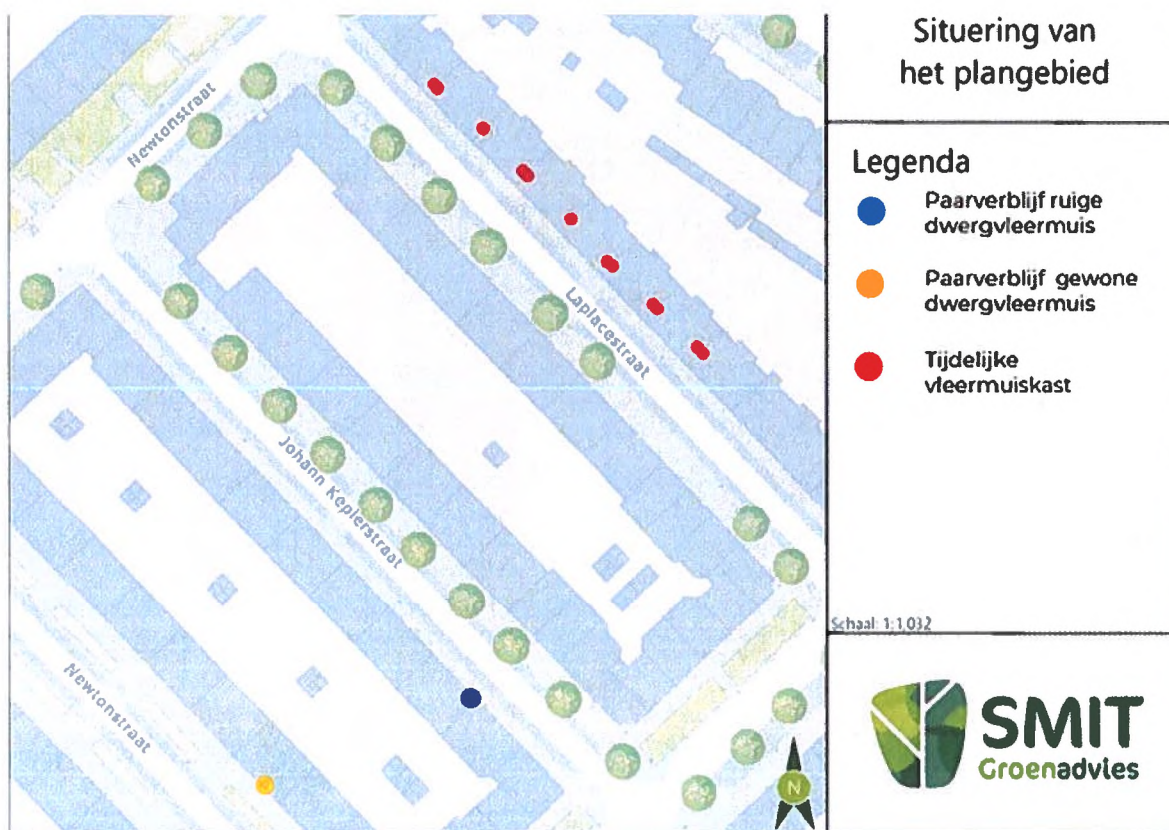 Situering van
het plangebied
Legenda
Paarverblijf ruige
dwergvleermuis
Paarverblijf gewone
dwergvleermuis
Tijdelijke
vleermuiskast
Schaal: 1:1.032
SMIT
Groenadvies
Newtonstraat
Laplacestraat
Johann Keplerstraat
Newtonstraat
N